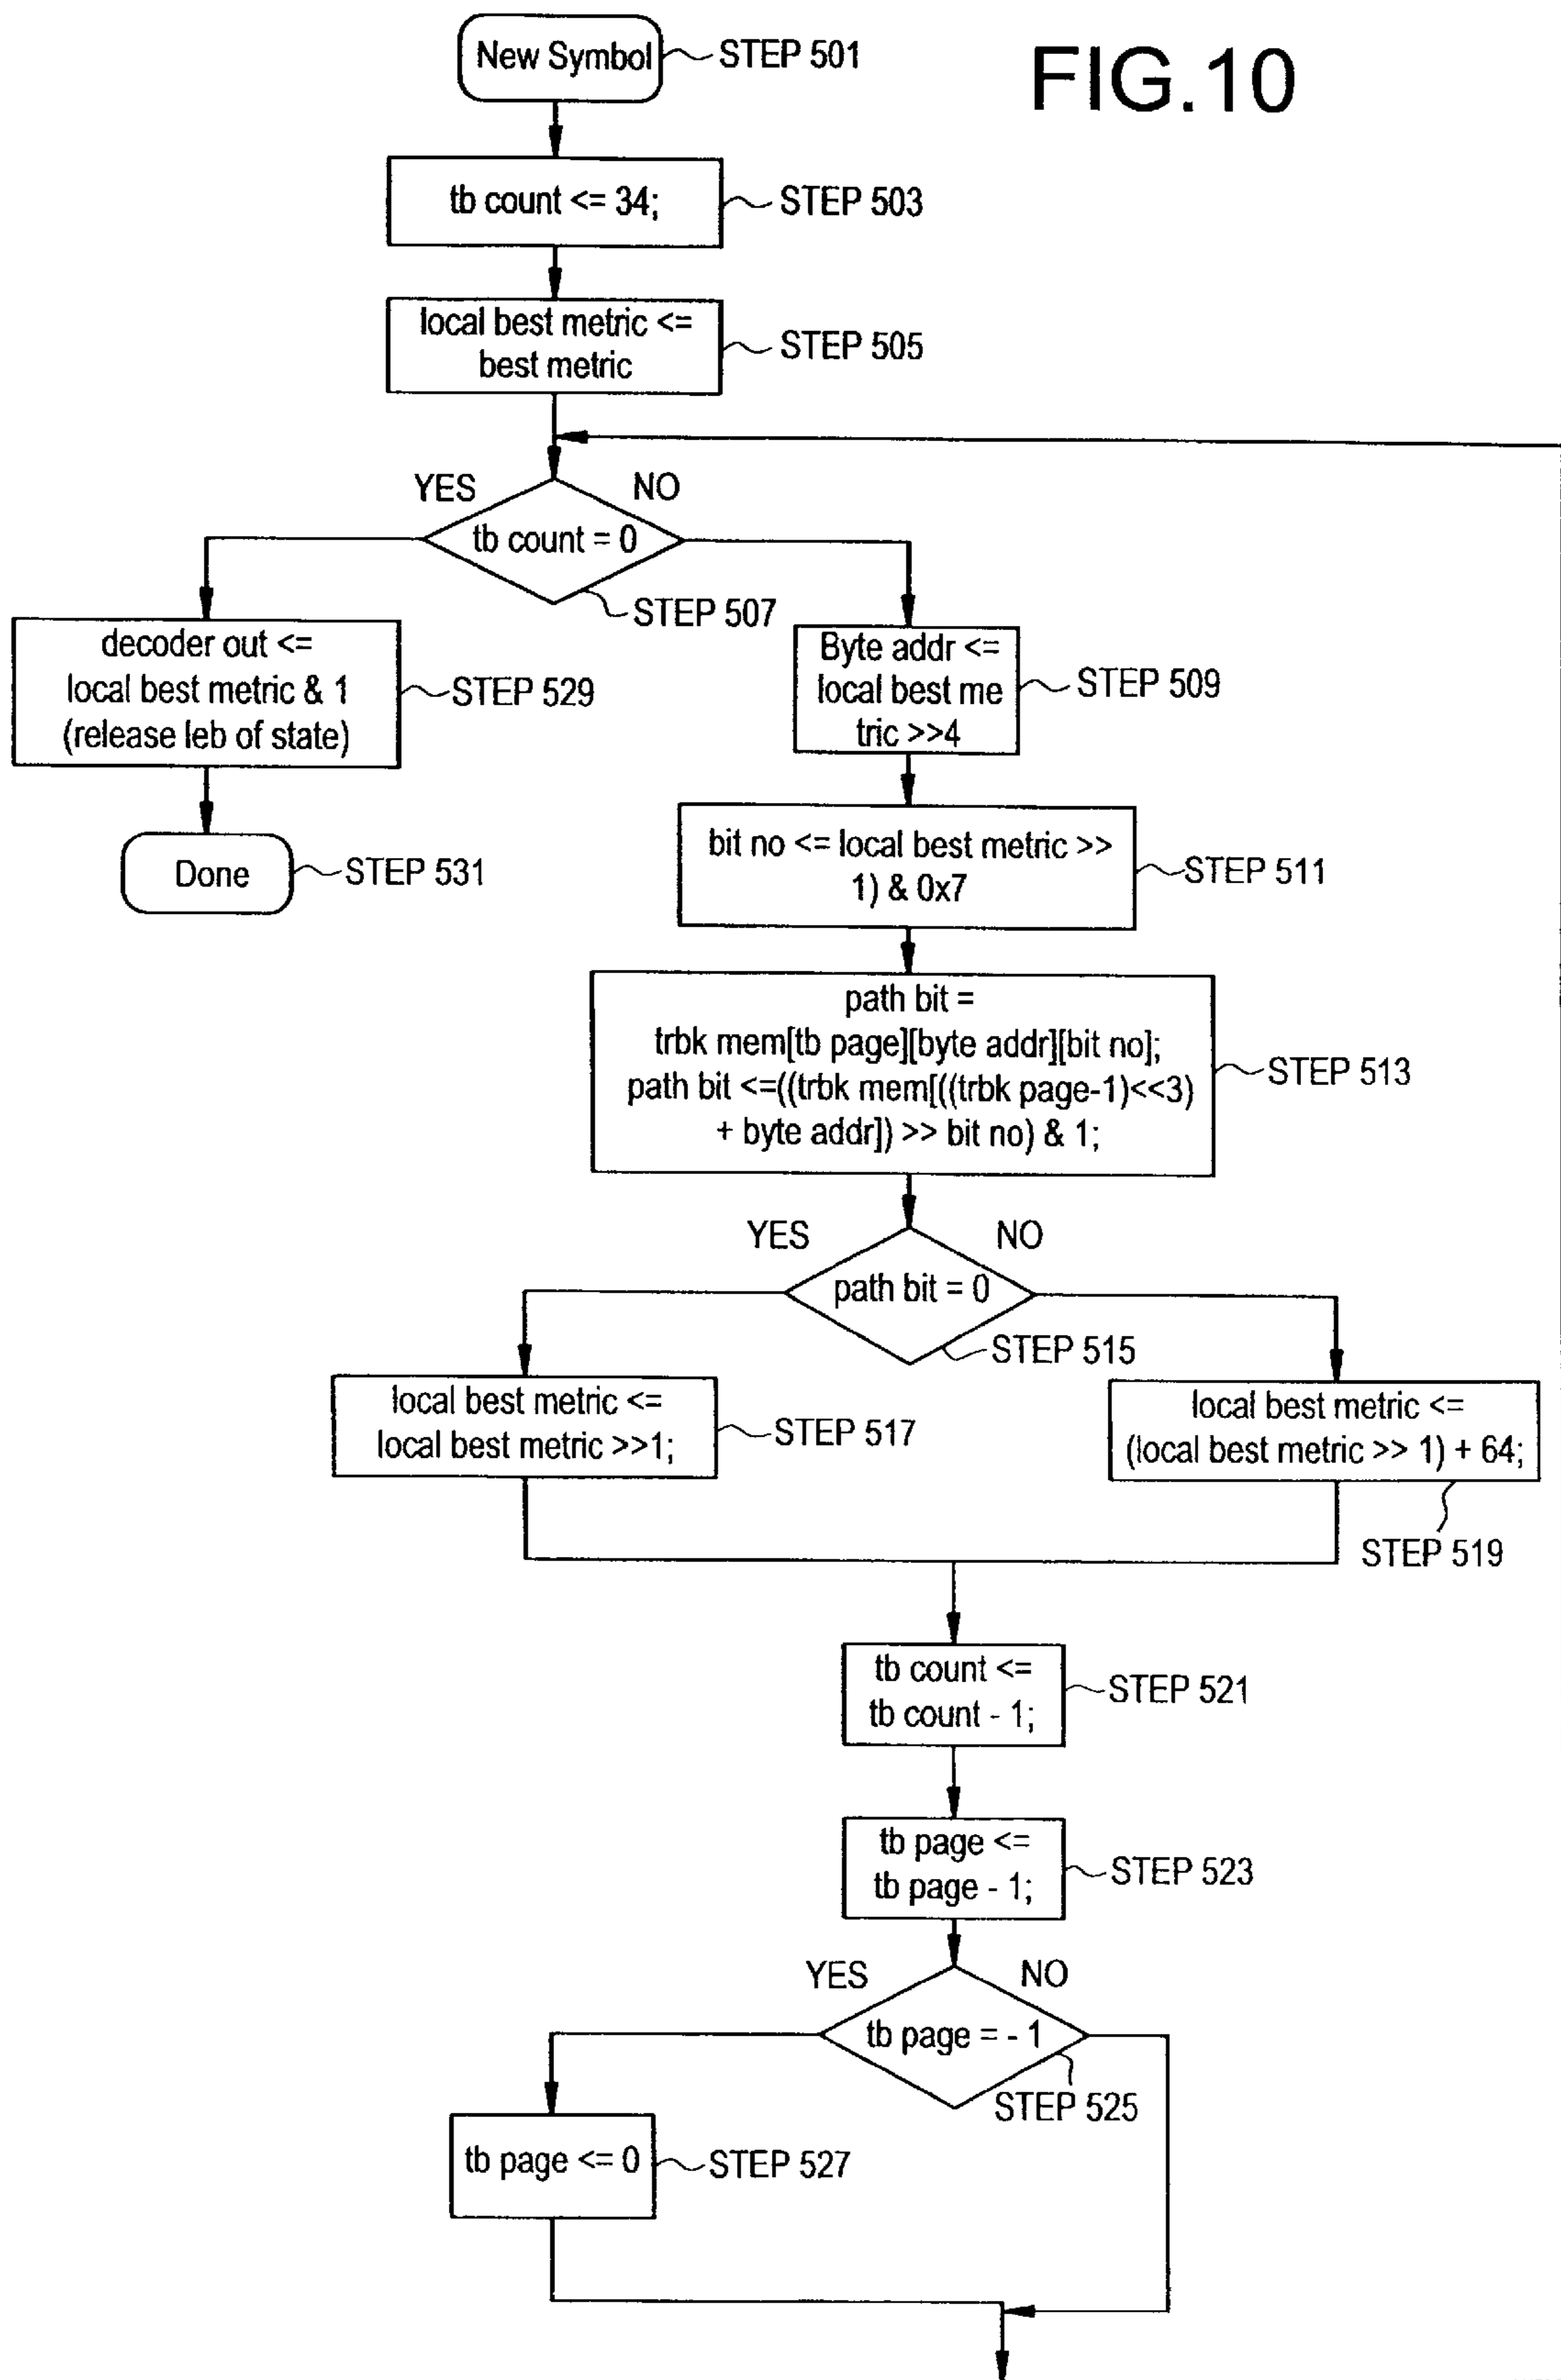 FIG.10
New Symbol
STEP 501
tb count <= 34;
STEP 503
local best metric <=
best metric
STEP 505
YES
NO
tb count = 0
STEP 507
decoder out <=
local best metric & 1
(release leb of state)
STEP 529
Done
STEP 531
Byte addr <=
local best me
tric >>4
STEP 509
bit no <= local best metric >>
1) & 0x7
STEP 511
path bit =
trbk mem[tb page][byte addr][bit no];
path bit <=((trbk mem[((trbk page-1)<<3)
+ byte addr]) >> bit no) & 1;
STEP 513
YES
NO
path bit = 0
STEP 515
local best metric <=
local best metric >>1;
STEP 517
local best metric <=
(local best metric >> 1) + 64;
STEP 519
tb count <=
tb count - 1;
STEP 521
tb page <=
tb page - 1;
STEP 523
YES
NO
tb page = - 1
STEP 525
tb page <= 0
STEP 527